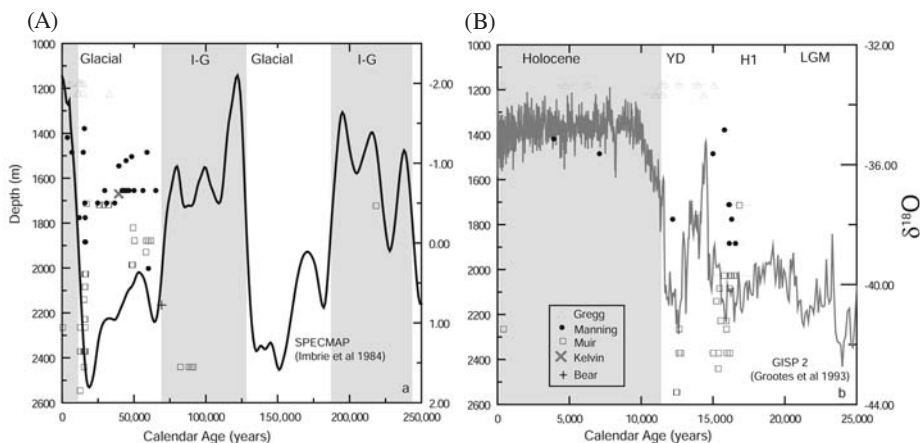 (A)
Glacial I-G Glacial I-G
Depth (m)
1000
1200
1400
1600
1800
2000
2200
2400
2600
-2.00
-1.00
0.00
1.00
2.00
SPECMAP
(Imbrie et al 1984)
a
0 50,000 100,000 150,000 200,000 250,000
Calendar Age (years)
(B)
Holocene YD H1 LGM
1000
1200
1400
1600
1800
2000
2200
2400
2600
-32.00
-36.00
-40.00
-44.00
δ18O
Gregg
Manning
Muir
Kelvin
Bear
GISP 2
(Grootes et al 1993)
b
0 5,000 10,000 15,000 20,000 25,000
Calendar Age (years)